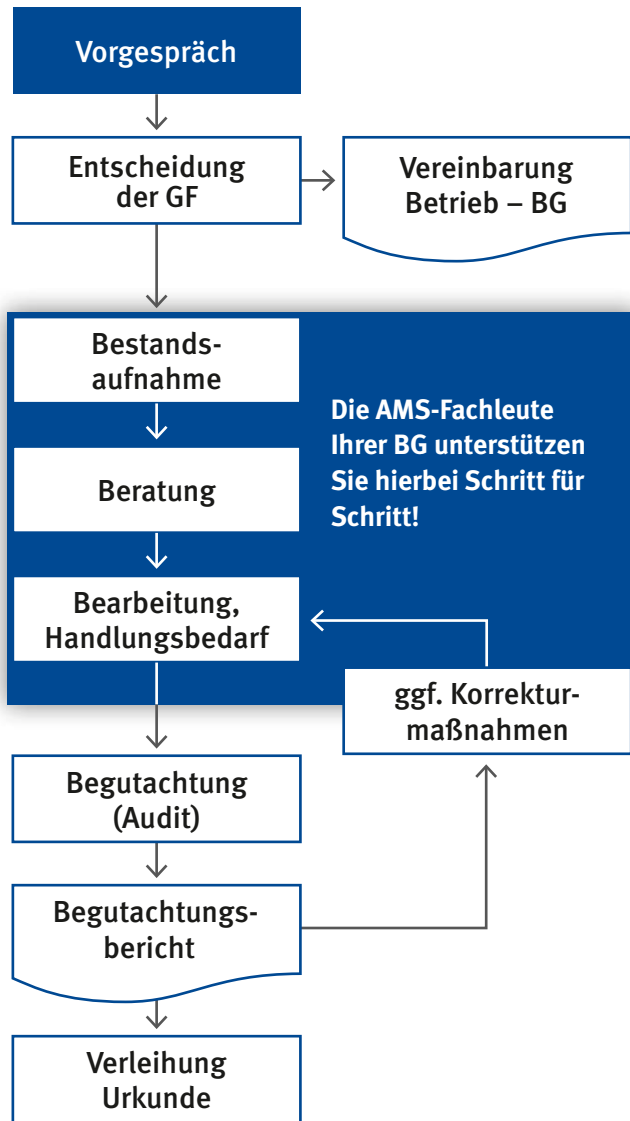 Vorgespräch
Entscheidung
der GF
Vereinbarung
Betrieb – BG
Bestands-
aufnahme
Die AMS-Fachleute
Ihrer BG unterstützen
Sie hierbei Schritt für
Schritt!
Beratung
Bearbeitung,
Handlungsbedarf
ggf. Korrektur-
maßnahmen
Begutachtung
(Audit)
Begutachtungs-
bericht
Verleihung
Urkunde